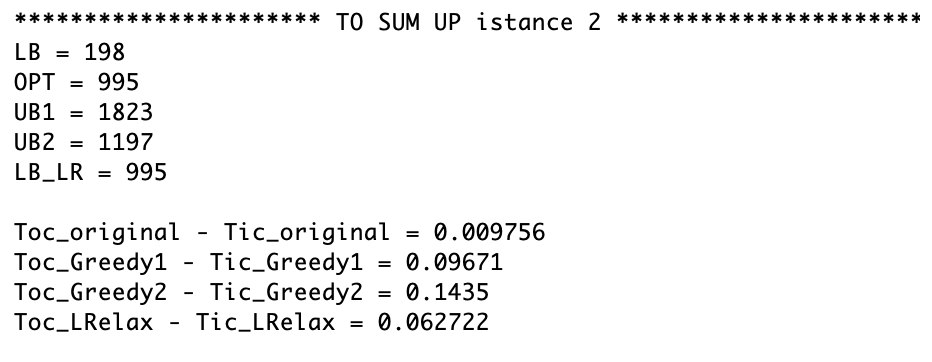 ********************** TO SUM UP istance 2 **********************
LB = 198
OPT = 995
UB1 = 1823
UB2 = 1197
LB_LR = 995
Toc_original - Tic_original = 0.009756
Toc_Greedy1 - Tic_Greedy1 = 0.09671
Toc_Greedy2 - Tic_Greedy2 = 0.1435
Toc_LRelax - Tic_LRelax = 0.062722